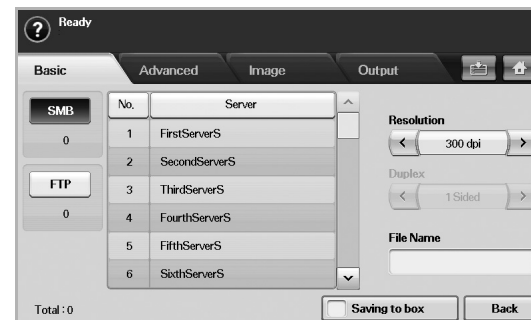 ? Ready
Basic Advanced Image Output
SMB
0
FTP
0
No. Server
1 FirstServerS
2 SecondServerS
3 ThirdServerS
4 FourthServerS
5 FifthServerS
6 SixthServerS
Resolution
300 dpi
Duplex
1 Sided
File Name
Total : 0
Saving to box
Back